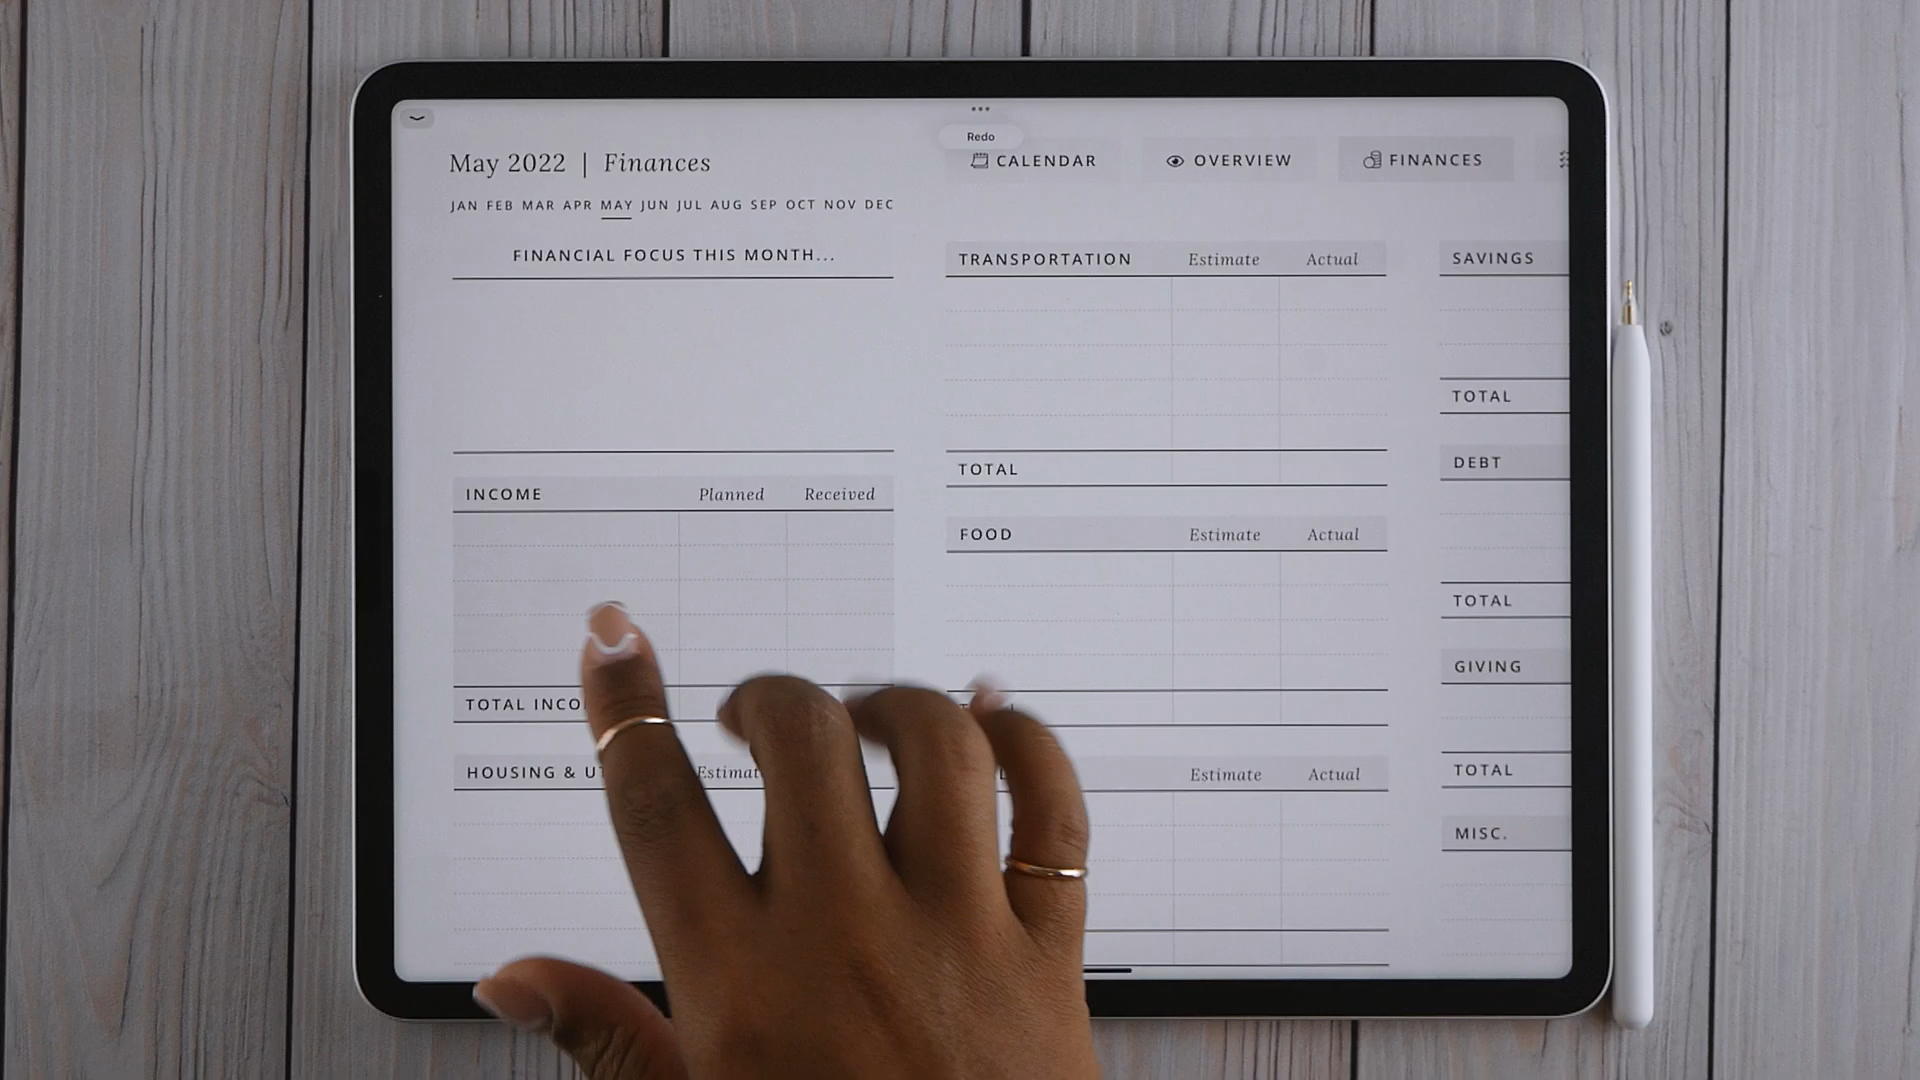 Redo
May 2022 | Finances
CALENDAR
OVERVIEW
FINANCES
JAN FEB MAR APR MAY JUN JUL AUG SEP OCT NOV DEC
FINANCIAL FOCUS THIS MONTH...
INCOME Planned Received
TOTAL
HOUSING &
TRANSPORTATION Estimate Actual
TOTAL
FOOD Estimate Actual
Estimate Actual
SAVINGS
TOTAL
DEBT
TOTAL
GIVING
TOTAL
MISC.